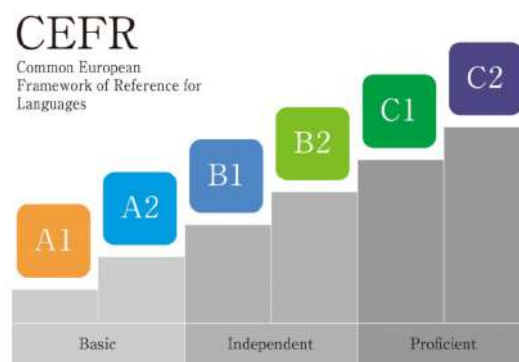 CEFR
Common European
Framework of Reference for
Languages
A1
A2
B1
B2
C1
C2
Basic
Independent
Proficient